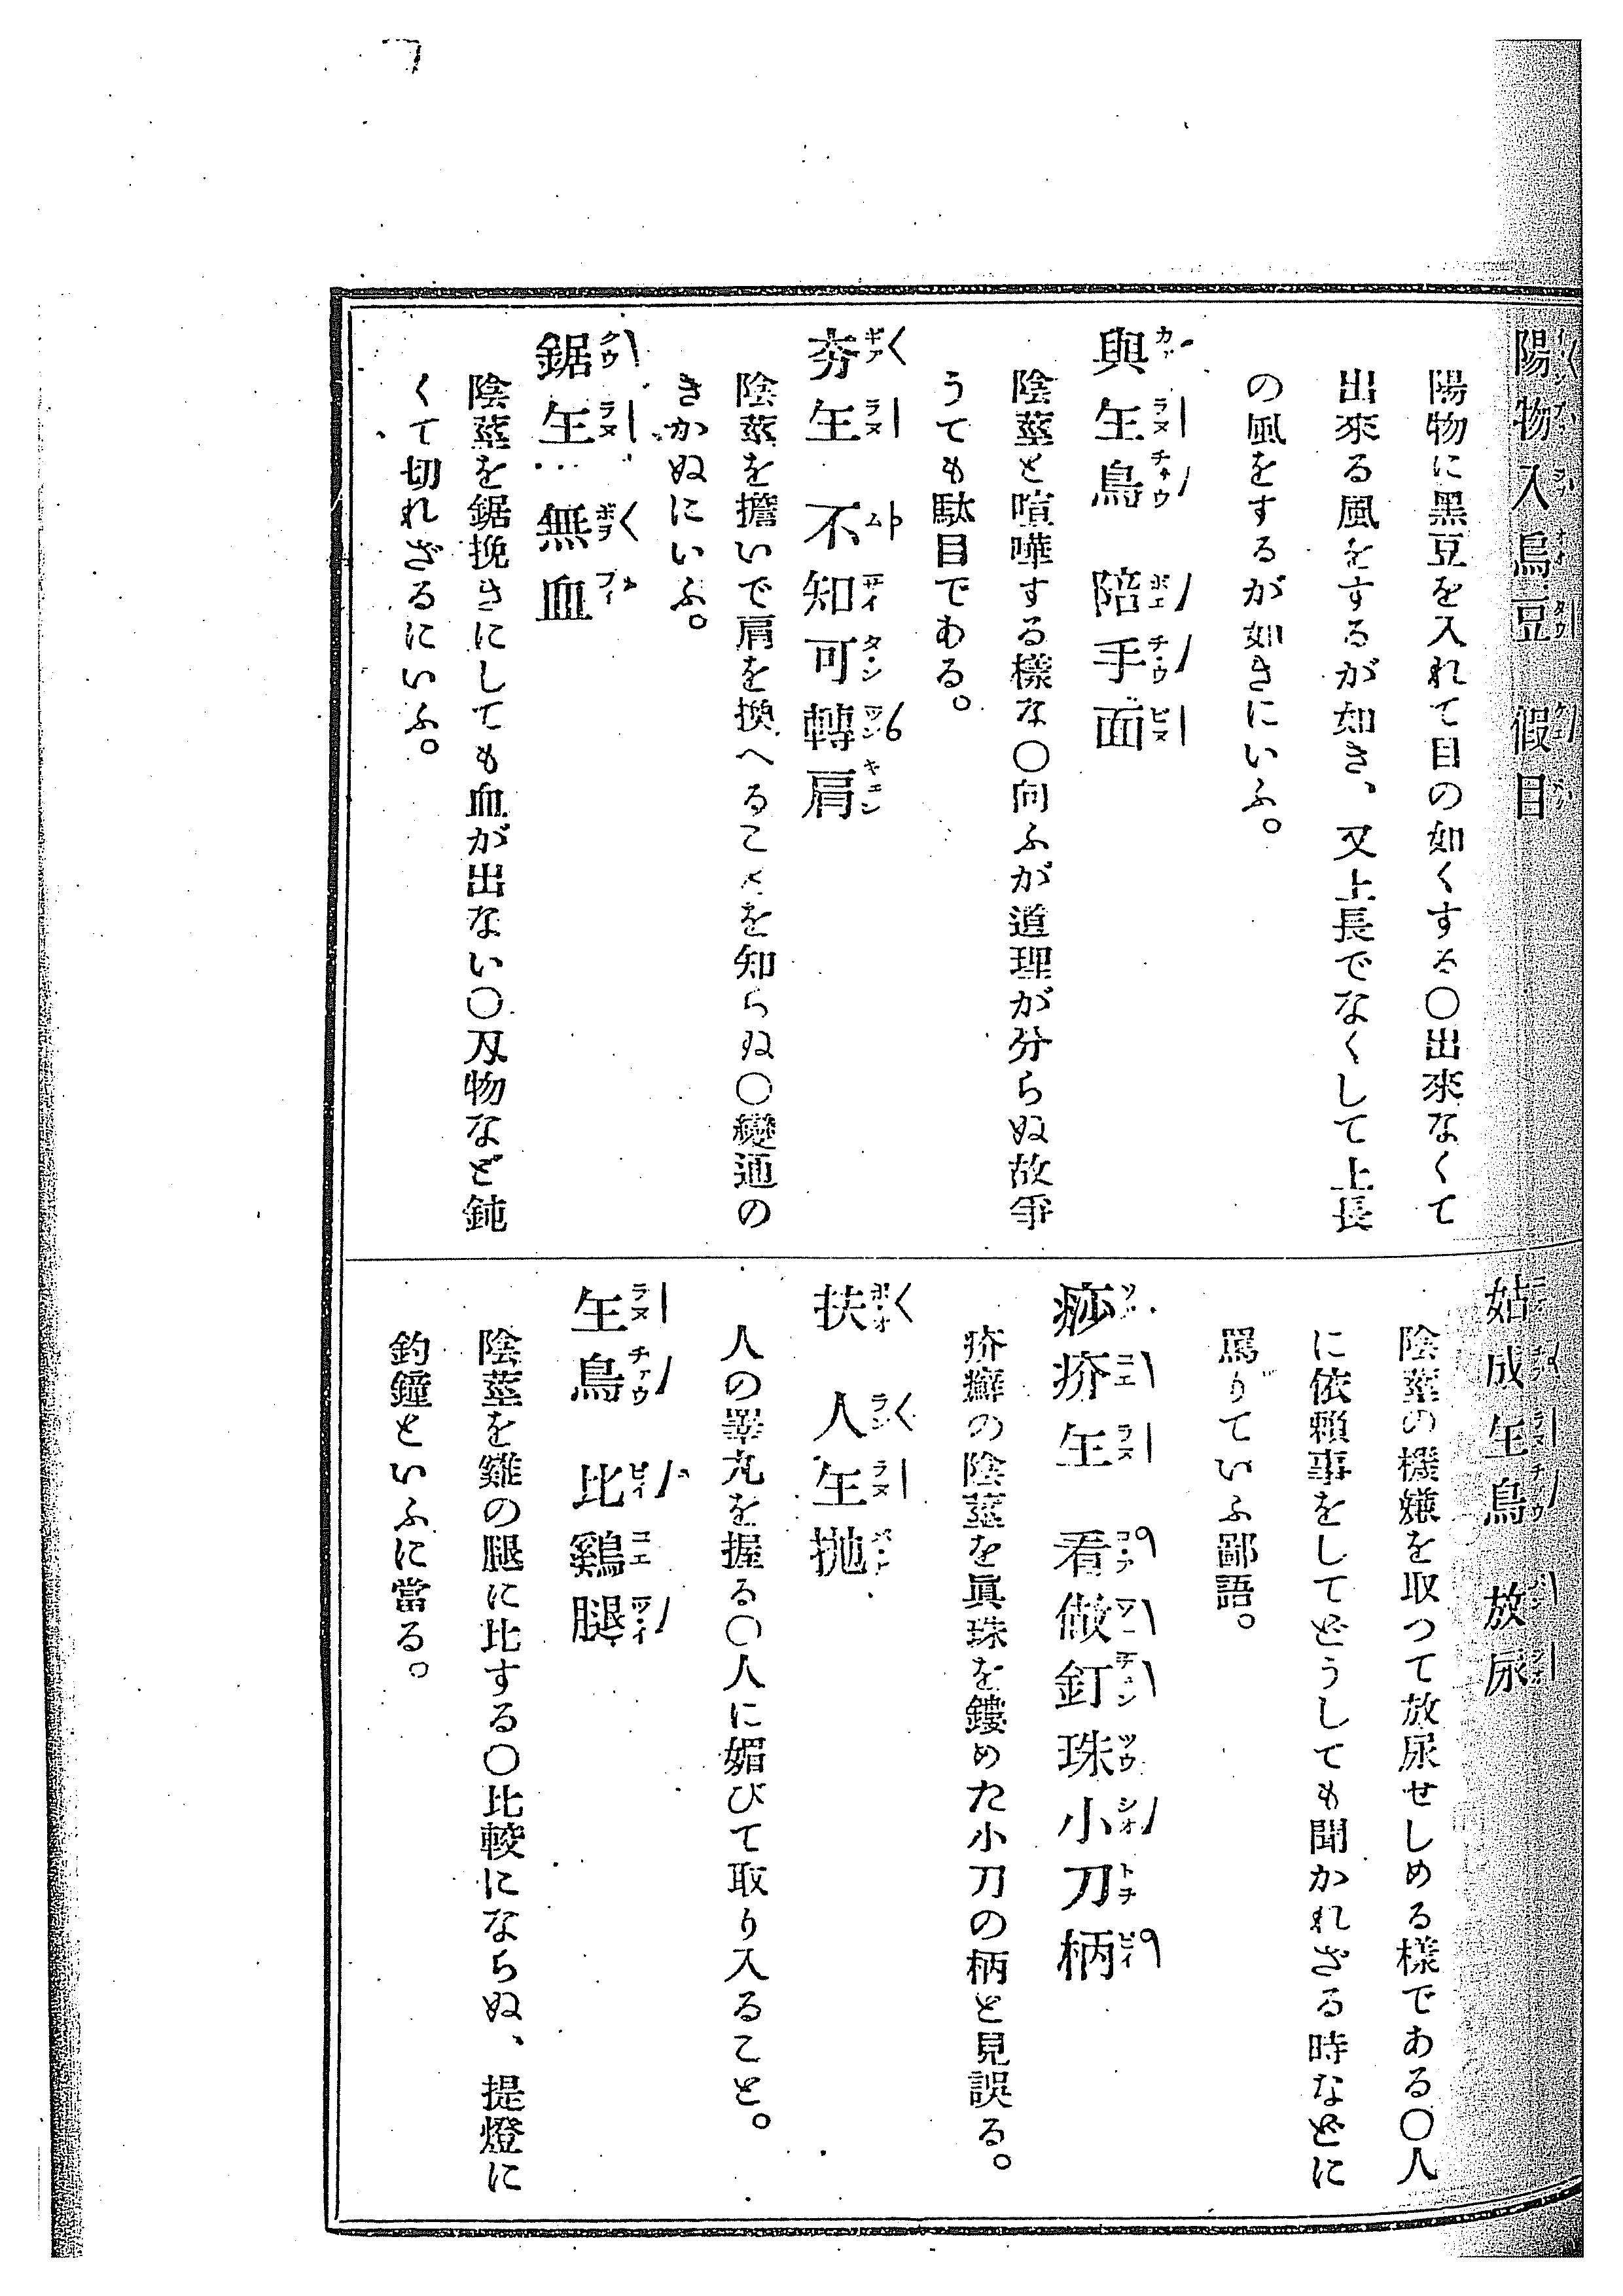 陽物入烏豆 假目
陽物に黑豆を入れて目の如くする〇出來なくて
出來る風をするが如き、又上長でなくして上長
の風をするが如きにいふ。
與𡳞鳥 陪手面
陰莖と喧嘩する樣な〇向ふが道理が分らぬ故爭
うても駄目である。
夯𡳞 不知可轉肩
陰莖を擔いで肩を換へることを知らぬ〇變通の
きかぬにいふ。
鋸𡳞 無血
陰莖を鋸挽きにしても血が出ない〇刄物など鈍
くて切れざるにいふ。
姑成𡳞鳥 放尿
陰莖の機嫌を取つて放尿せしめる樣である〇人
に依賴事をしてどうしても聞かれざる時などに
罵りていふ鄙語。
疥𡳞 看做釘珠小刀柄
疥癬の陰莖を眞珠を鏤めた小刀の柄と見誤る。
扶 人𡳞抛
人の睾丸を握る〇人に媚びて取り入ること。
𡳞鳥 比鷄腿
陰莖を雞の腿に比する〇比較にならぬ、提燈に
釣鐘といふに當る。